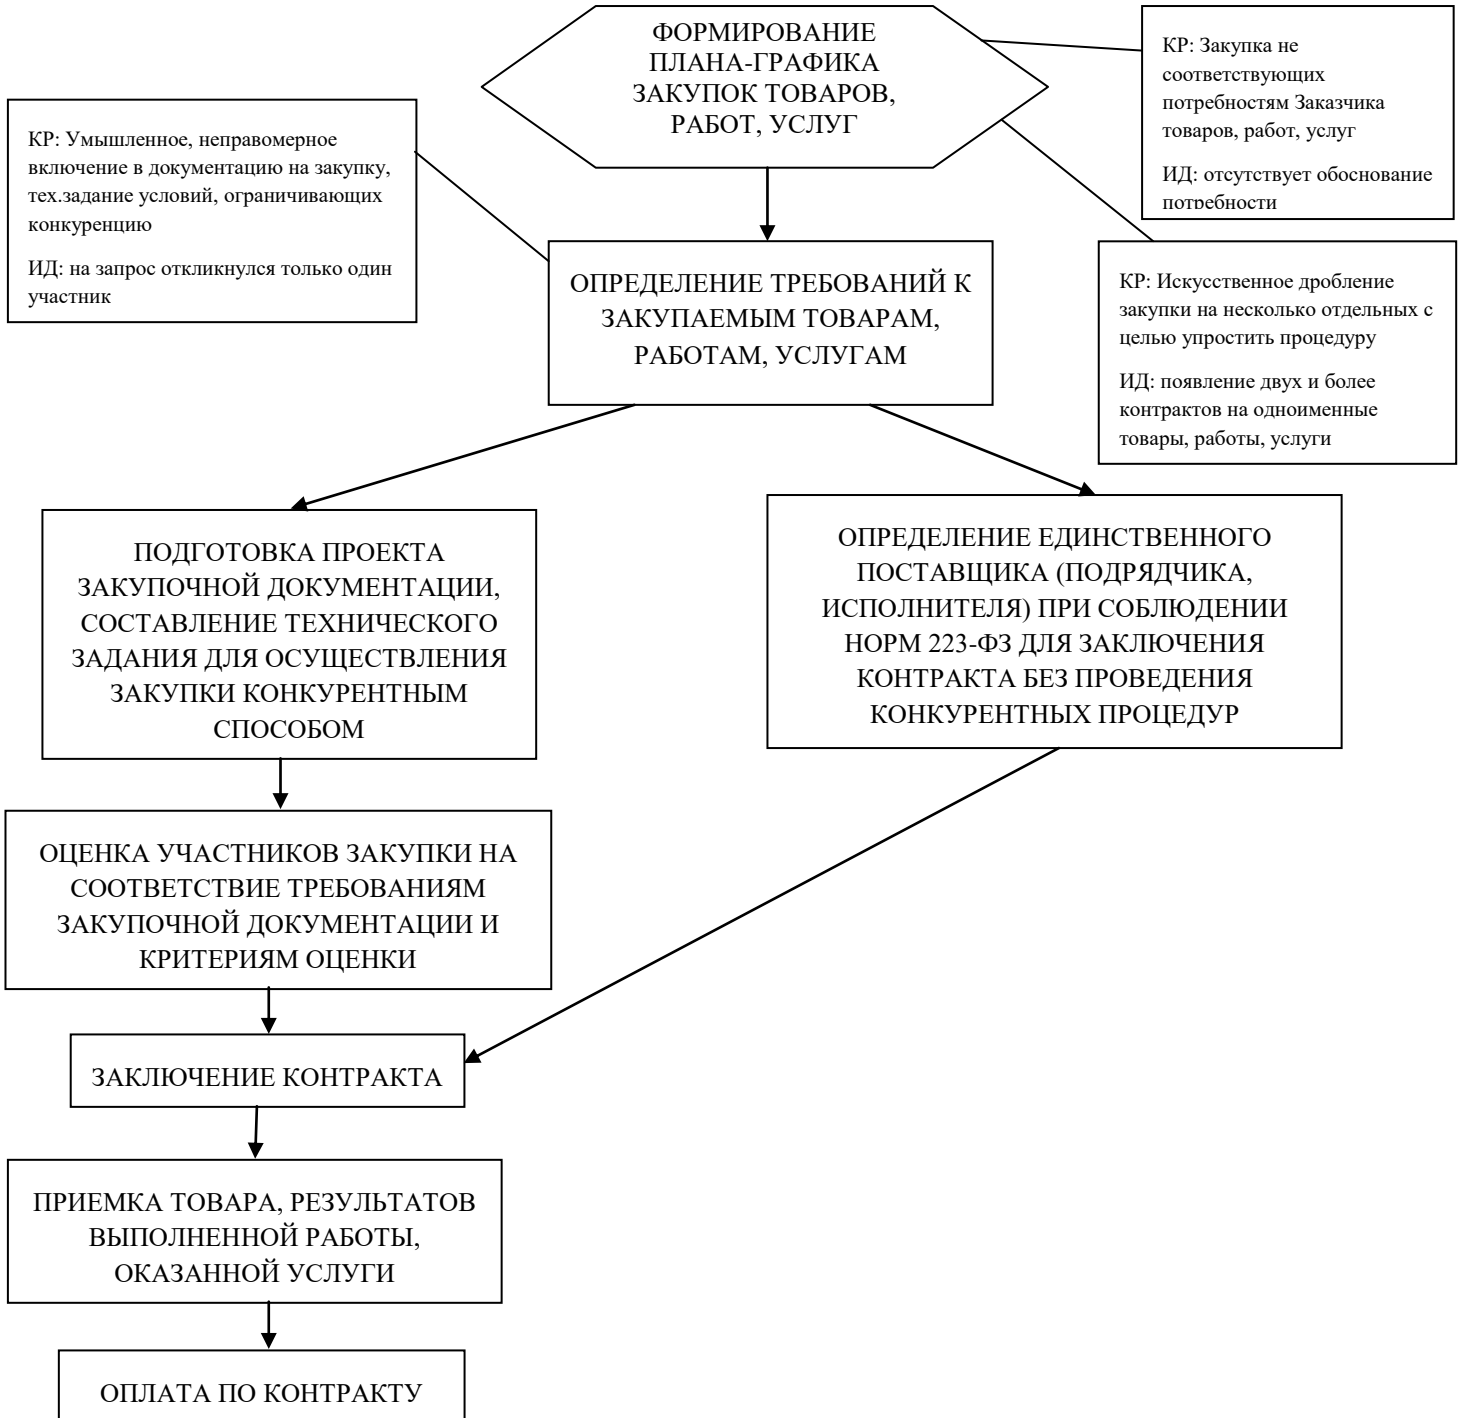 ФОРМИРОВАНИЕ
ПЛАНА-ГРАФИКА
ЗАКУПОК ТОВАРОВ,
РАБОТ, УСЛУГ
КР: Закупка не
соответствующих
потребностям Заказчика
товаров, работ, услуг
ИД: отсутствует обоснование
потребности
КР: Умышленное, неправомерное
включение в документацию на закупку,
тех.задание условий, ограничивающих
конкуренцию
ИД: на запрос откликнулся только один
участник
ОПРЕДЕЛЕНИЕ ТРЕБОВАНИЙ К
ЗАКУПАЕМЫМ ТОВАРАМ,
РАБОТАМ, УСЛУГАМ
КР: Искусственное дробление
закупки на несколько отдельных с
целью упростить процедуру
ИД: появление двух и более
контрактов на одноименные
товары, работы, услуги
ПОДГОТОВКА ПРОЕКТА
ЗАКУПОЧНОЙ ДОКУМЕНТАЦИИ,
СОСТАВЛЕНИЕ ТЕХНИЧЕСКОГО
ЗАДАНИЯ ДЛЯ ОСУЩЕСТВЛЕНИЯ
ЗАКУПКИ КОНКУРЕНТНЫМ
СПОСОБОМ
ОПРЕДЕЛЕНИЕ ЕДИНСТВЕННОГО
ПОСТАВЩИКА (ПОДРЯДЧИКА,
ИСПОЛНИТЕЛЯ) ПРИ СОБЛЮДЕНИИ
НОРМ 223-ФЗ ДЛЯ ЗАКЛЮЧЕНИЯ
КОНТРАКТА БЕЗ ПРОВЕДЕНИЯ
КОНКУРЕНТНЫХ ПРОЦЕДУР
ОЦЕНКА УЧАСТНИКОВ ЗАКУПКИ НА
СООТВЕТСТВИЕ ТРЕБОВАНИЯМ
ЗАКУПОЧНОЙ ДОКУМЕНТАЦИИ И
КРИТЕРИЯМ ОЦЕНКИ
ЗАКЛЮЧЕНИЕ КОНТРАКТА
ПРИЕМКА ТОВАРА, РЕЗУЛЬТАТОВ
ВЫПОЛНЕННОЙ РАБОТЫ,
ОКАЗАННОЙ УСЛУГИ
ОПЛАТА ПО КОНТРАКТУ